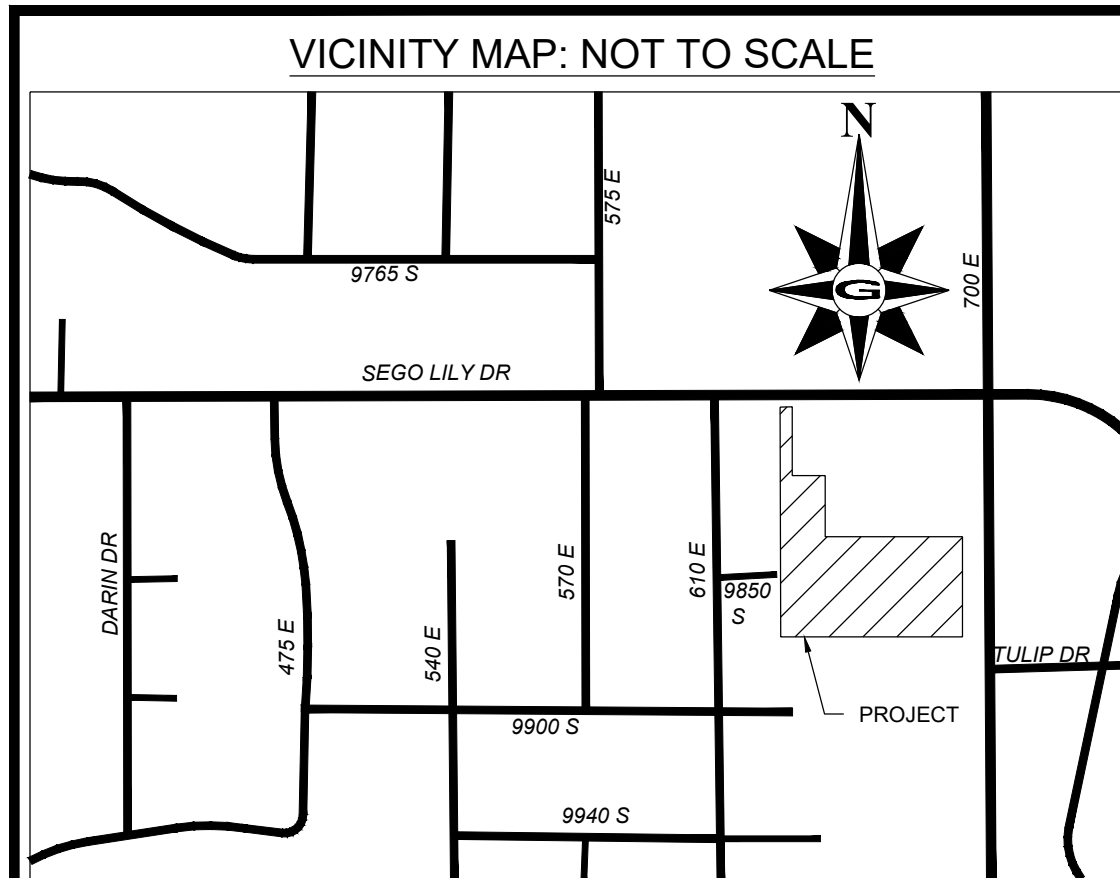 VICINITY MAP: NOT TO SCALE
N
575 E
9765 S
G
700 E
SEGO LILY DR
DARIN DR
475 E
540 E
570 E
610 E
9850
S
TULIP DR
PROJECT
9900 S
9940 S